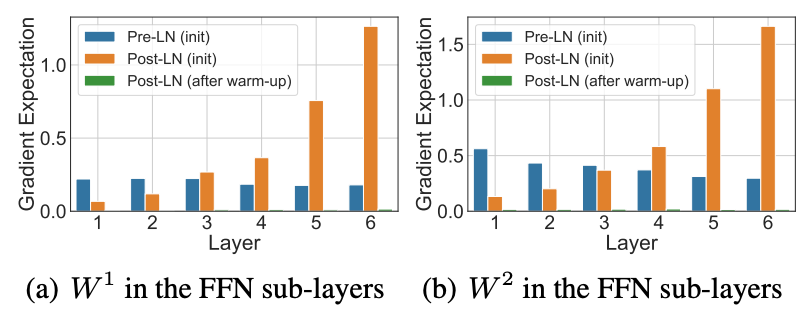 Gradient Expectation
1.0
0.5
0.0
Pre-LN (init)
Post-LN (init)
Post-LN (after warm-up)
1 2 3 4 5 6
Layer
(a) W¹ in the FFN sub-layers
Gradient Expectation
1.5
1.0
0.5
0.0
Pre-LN (init)
Post-LN (init)
Post-LN (after warm-up)
1 2 3 4 5 6
Layer
(b) W² in the FFN sub-layers